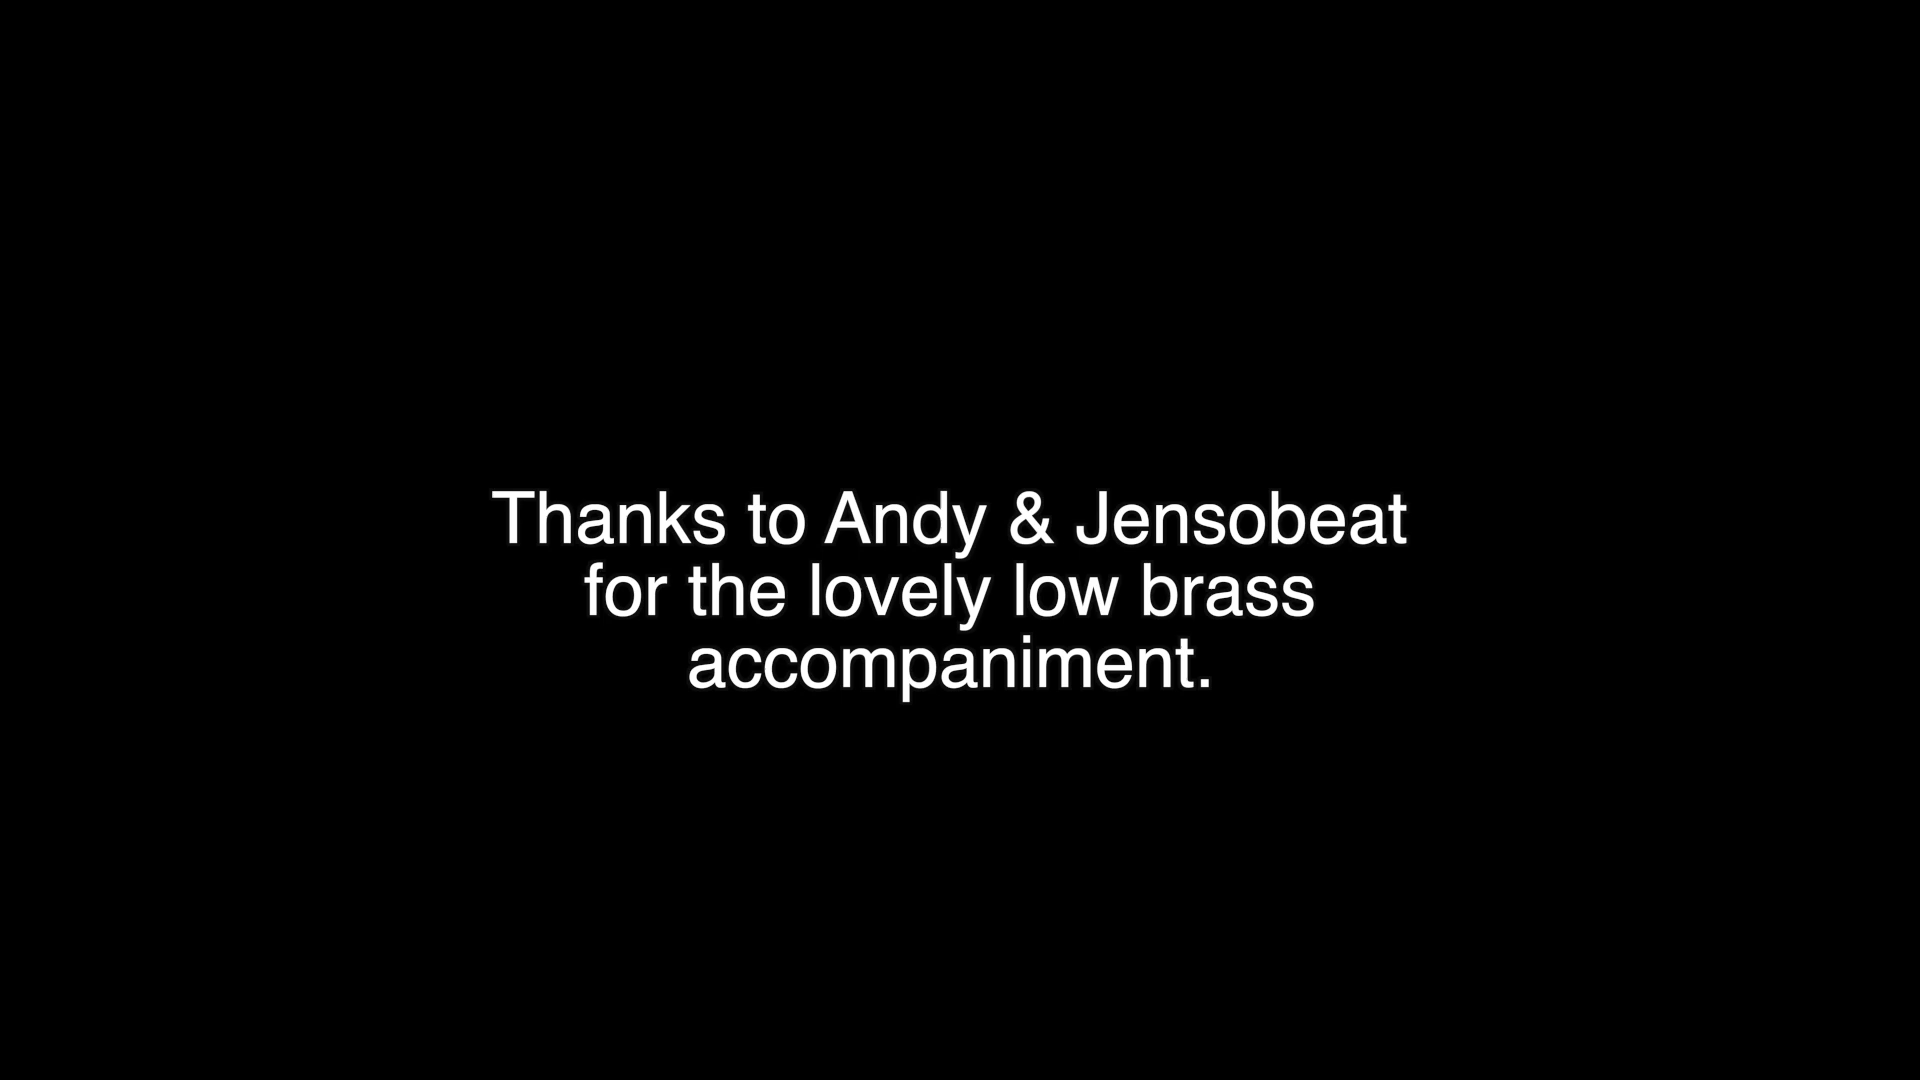 Thanks to Andy & Jensobeat
for the lovely low brass
accompaniment.